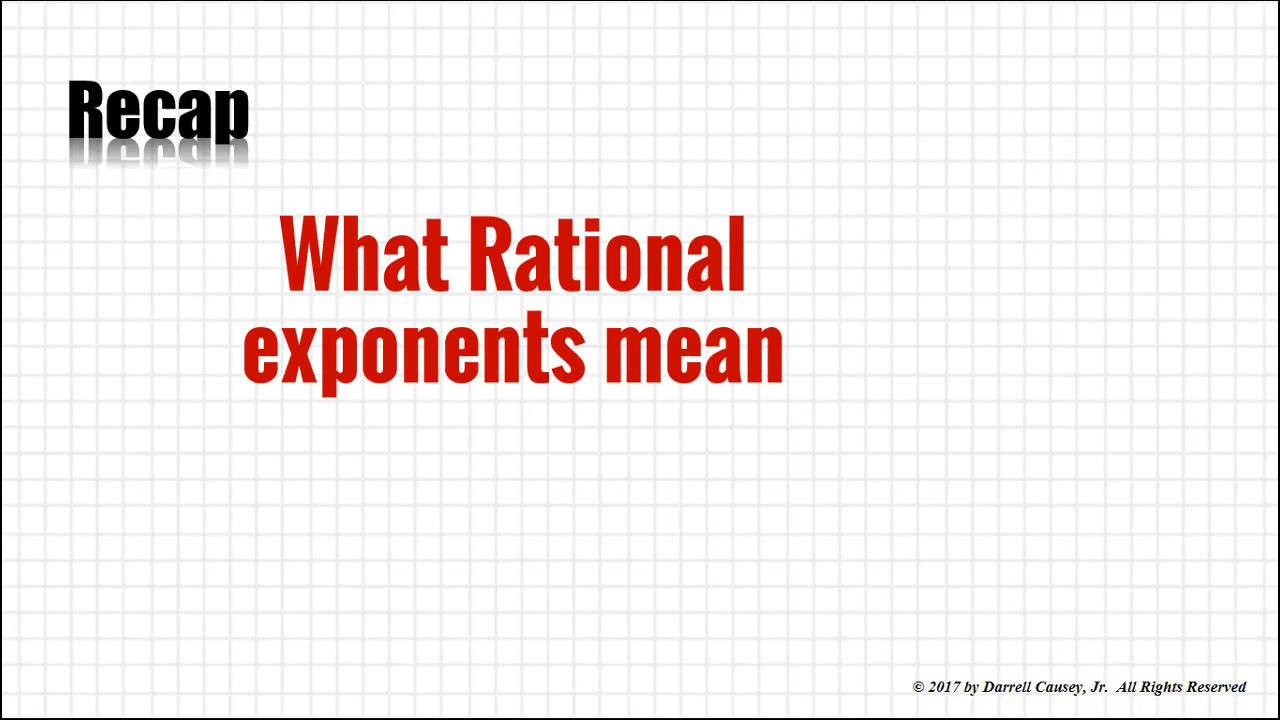 Recap
What Rational
exponents mean
© 2017 by Darrell Causey, Jr.  All Rights Reserved